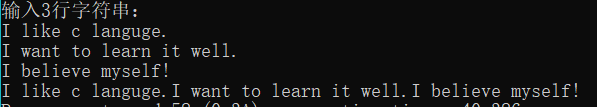 输入3行字符串：
I like c languge.
I want to learn it well.
I believe myself!
I like c languge.I want to learn it well.I believe myself!